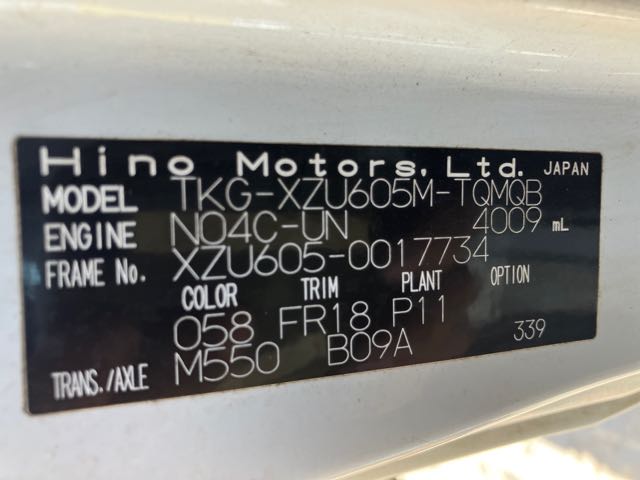 Hino Motors, Ltd. JAPAN
MODEL TKG-XZU605M-TQMQB
ENGINE N04C-UN 4009 mL
FRAME No. XZU605-0017734
COLOR TRIM PLANT OPTION
058 FR18 P11 339
TRANS./AXLE M550 B09A